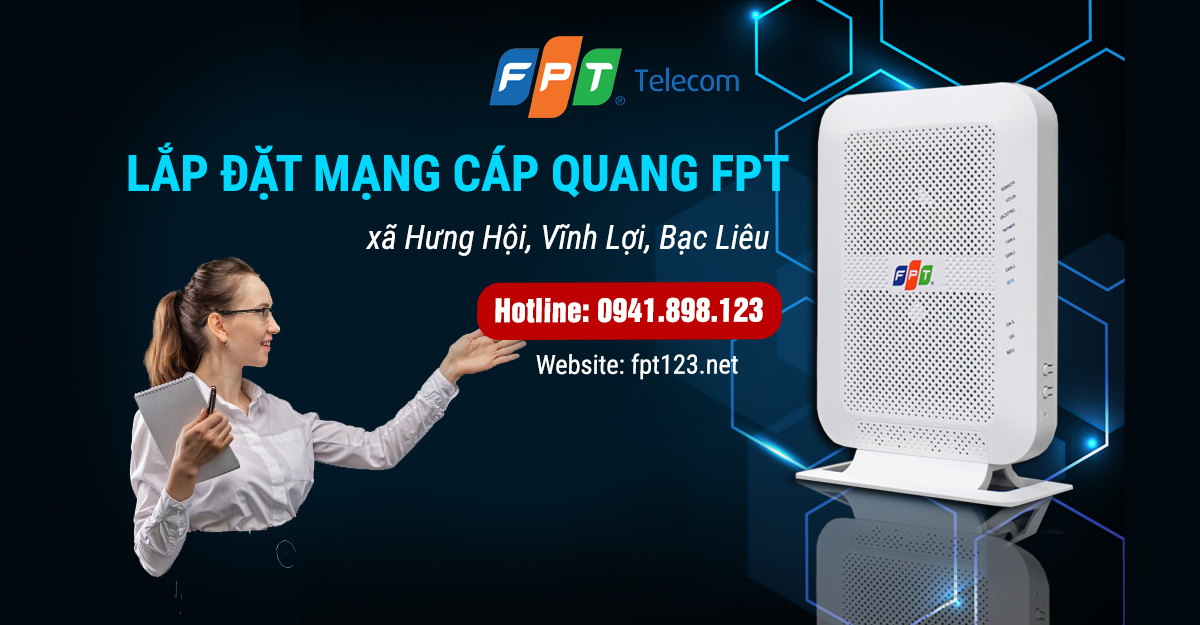 FPT® Telecom
LẮP ĐẶT MẠNG CÁP QUANG FPT
xã Hưng Hội, Vĩnh Lợi, Bạc Liêu
Hotline: 0941.898.123
Website: fpt123.net
POWER
FPT